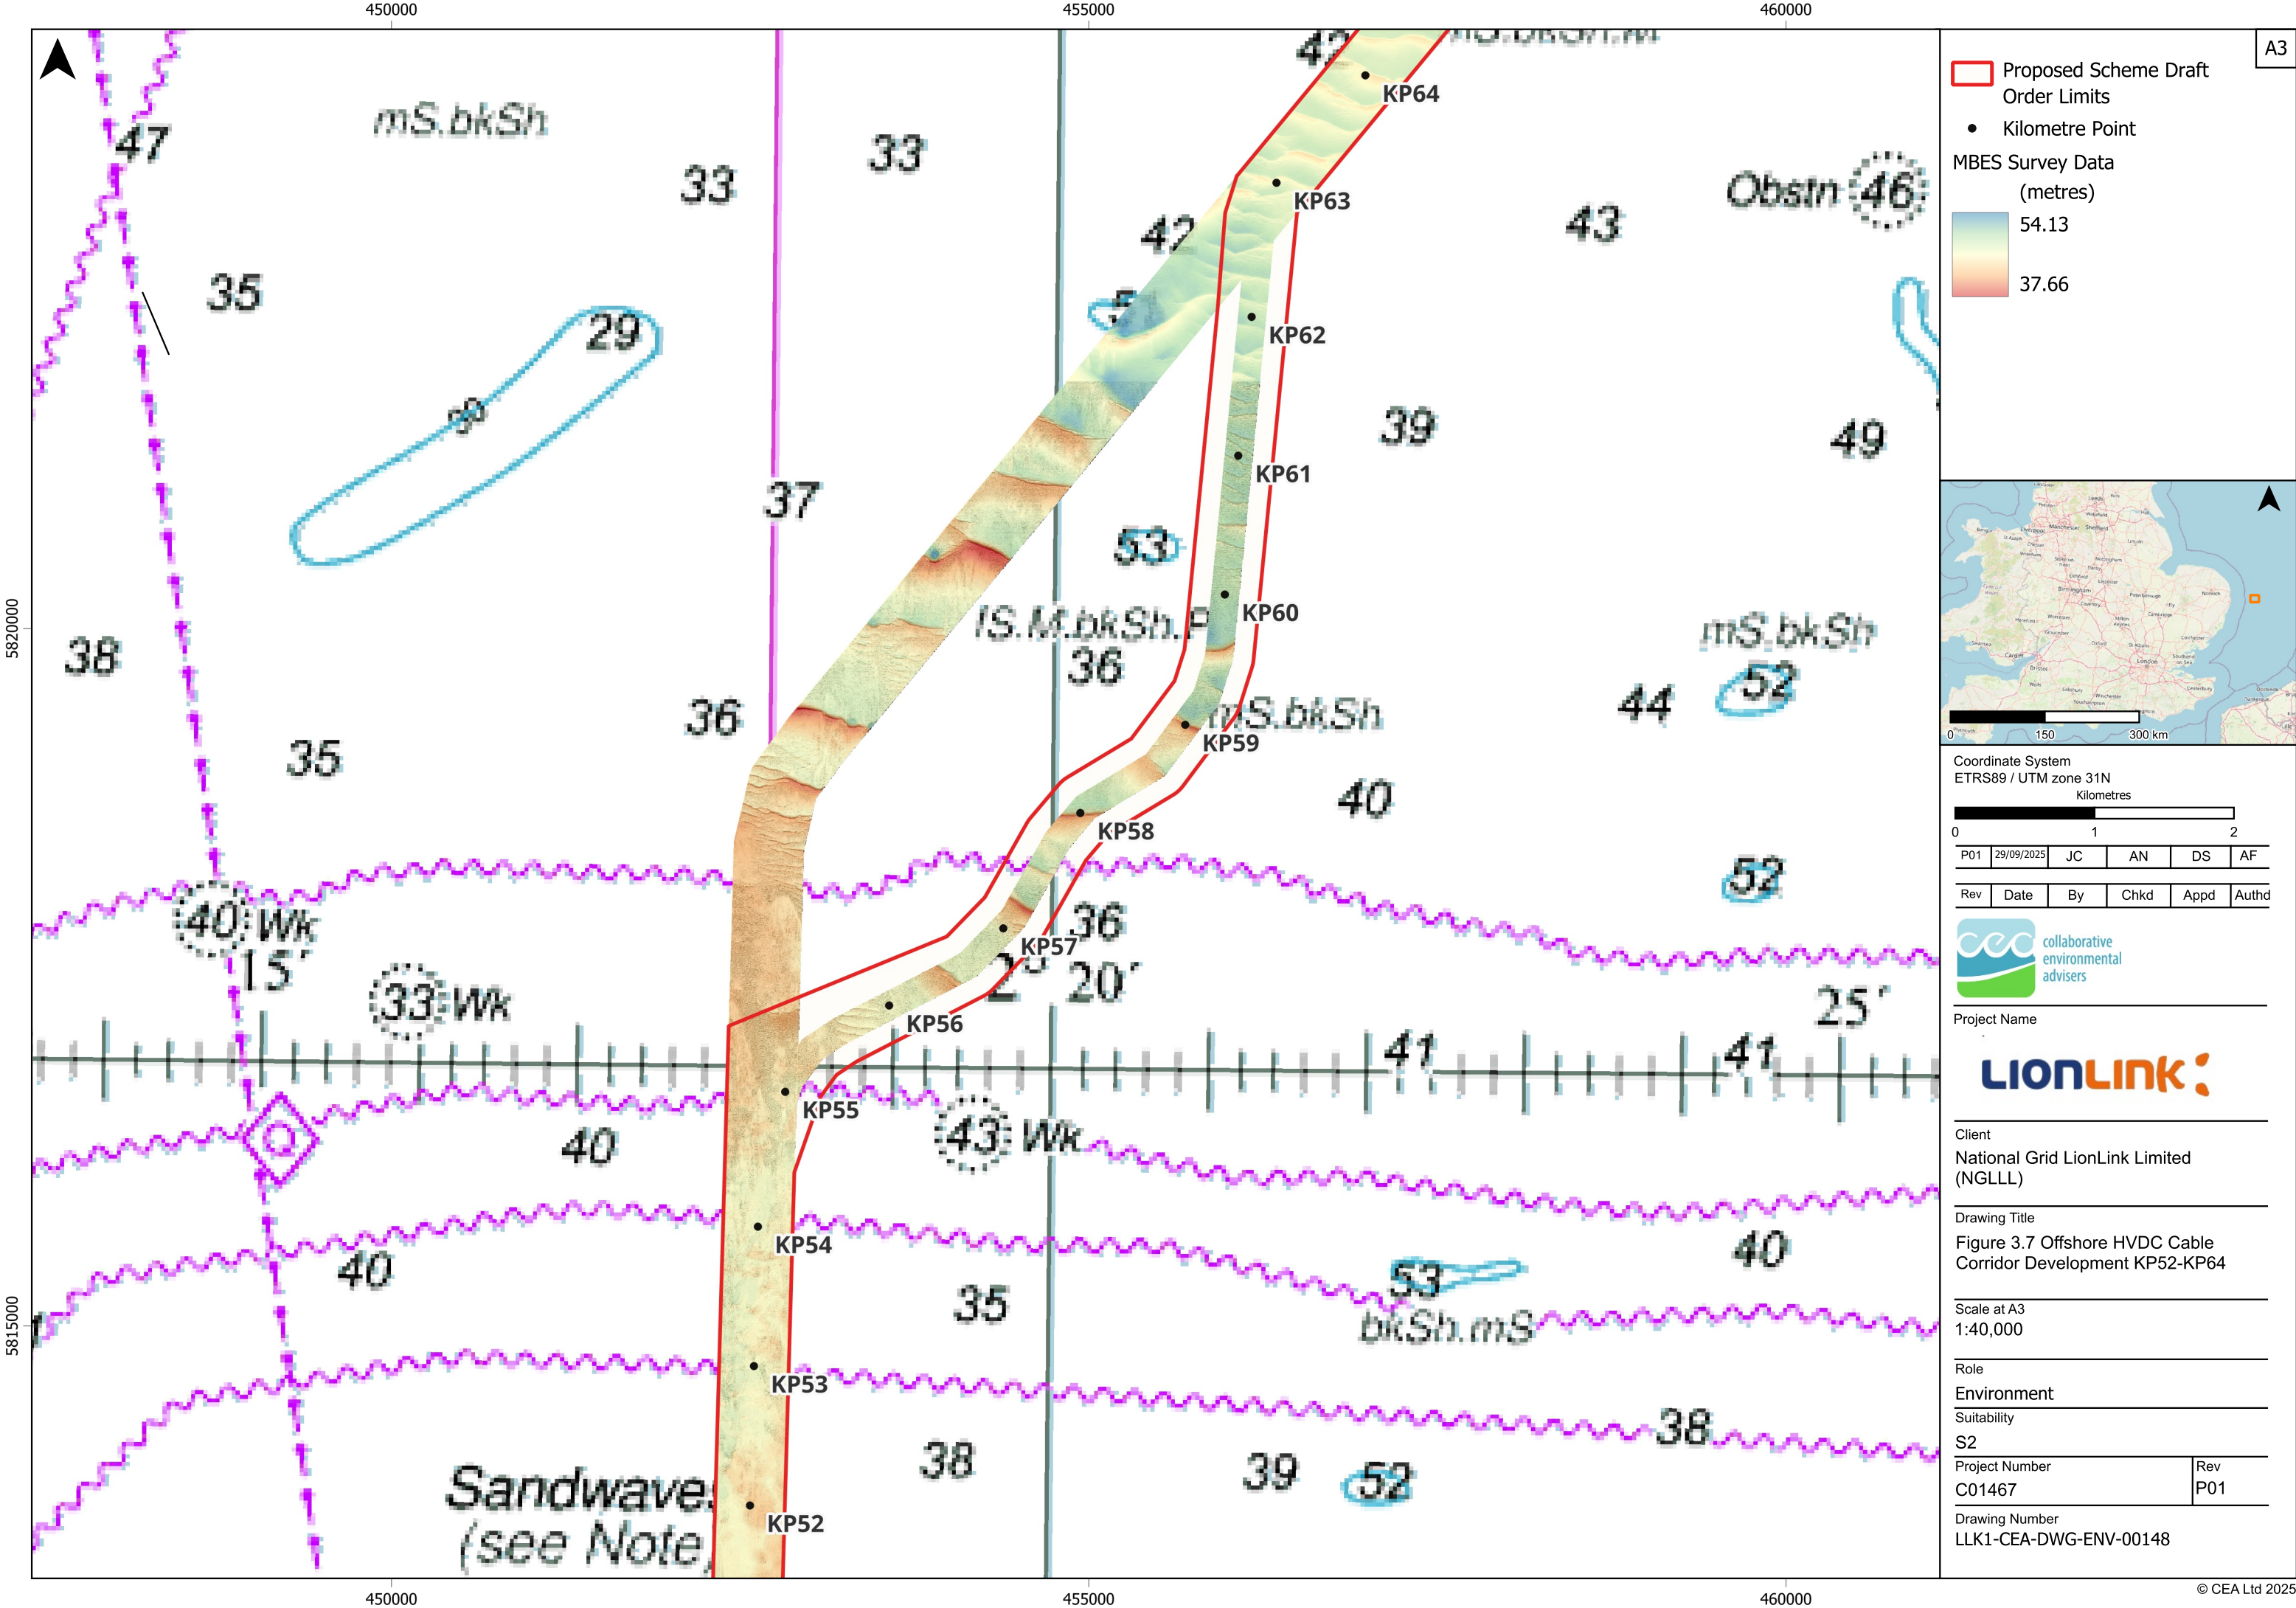 450000
455000
460000
A3
47
mS.bkSh
33
33
42
KP64
KP63
42
43
Obstn
46
35
29
KP62
39
49
KP61
37
53
5820000
KP60
36
38
mS.bkSh
52
36
mS.bkSh
44
KP59
35
40
KP58
52
40
Wk
15′
36
KP57
20′
33
Wk
KP56
25′
41
41
KP55
40
43
Wk
KP54
40
40
53
35
bkSh.mS
5815000
KP53
38
38
39
52
Sandwave
(see Note
KP52
450000
455000
460000
Proposed Scheme Draft
Order Limits
Kilometre Point
MBES Survey Data
(metres)
54.13
37.66
0 150 300 km
Coordinate System
ETRS89 / UTM zone 31N
Kilometres
0 1 2
P01 29/09/2025 JC AN DS AF
Rev Date By Chkd Appd Authd
cec
collaborative
environmental
advisers
Project Name
LIONLINK
Client
National Grid LionLink Limited
(NGLLL)
Drawing Title
Figure 3.7 Offshore HVDC Cable
Corridor Development KP52-KP64
Scale at A3
1:40,000
Role
Environment
Suitability
S2
Project Number
C01467
Rev
P01
Drawing Number
LLK1-CEA-DWG-ENV-00148
© CEA Ltd 2025